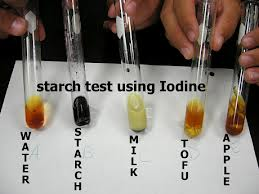 starch test using Iodine
WATER
STARCH
MILK
TOFU
APPLE
A
B